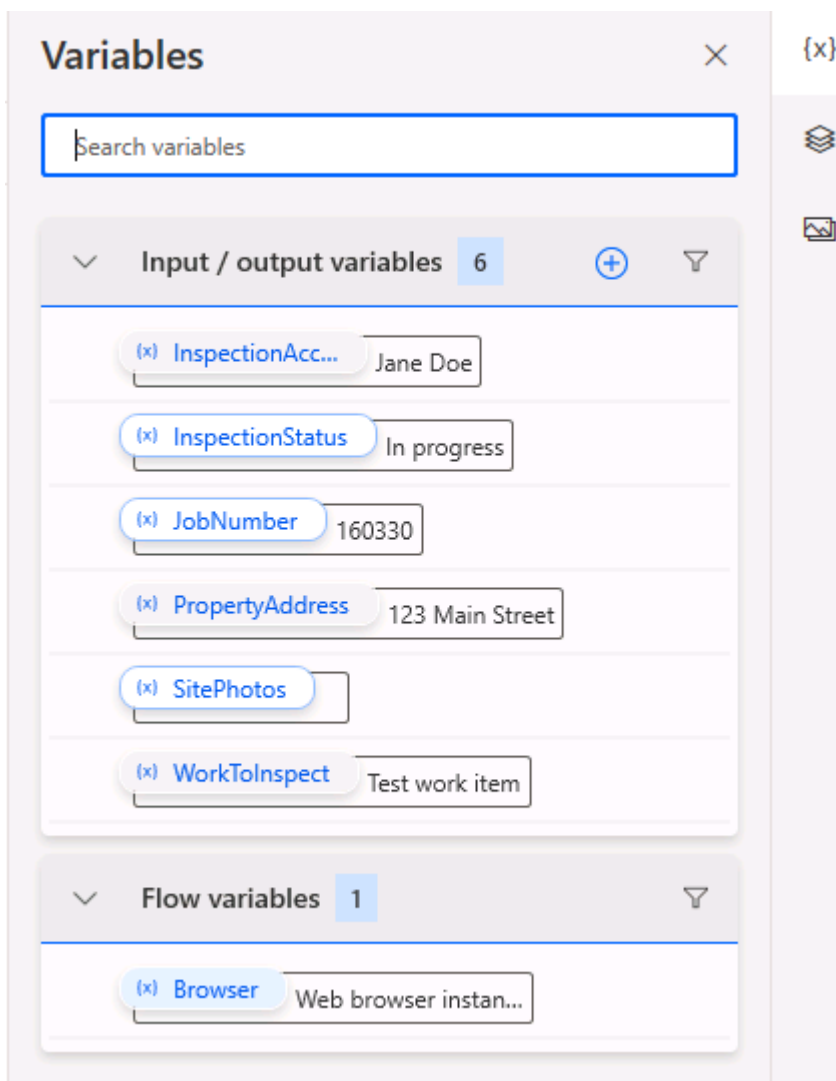 Variables
{x}
Search variables
Input / output variables 6
(x) InspectionAcc... Jane Doe
(x) InspectionStatus In progress
(x) JobNumber 160330
(x) PropertyAddress 123 Main Street
(x) SitePhotos
(x) WorkToInspect Test work item
Flow variables 1
(x) Browser Web browser instan...